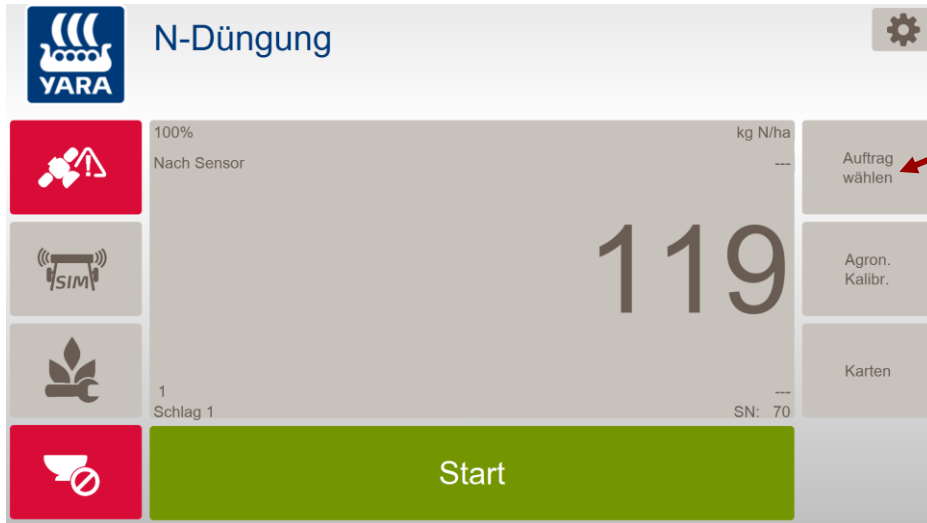 YARA
N-Düngung
100%
kg N/ha
Nach Sensor
---
Auftrag
wählen
SIM
119
Agron.
Kalibr.
1
---
Schlag 1
SN: 70
Karten
Start